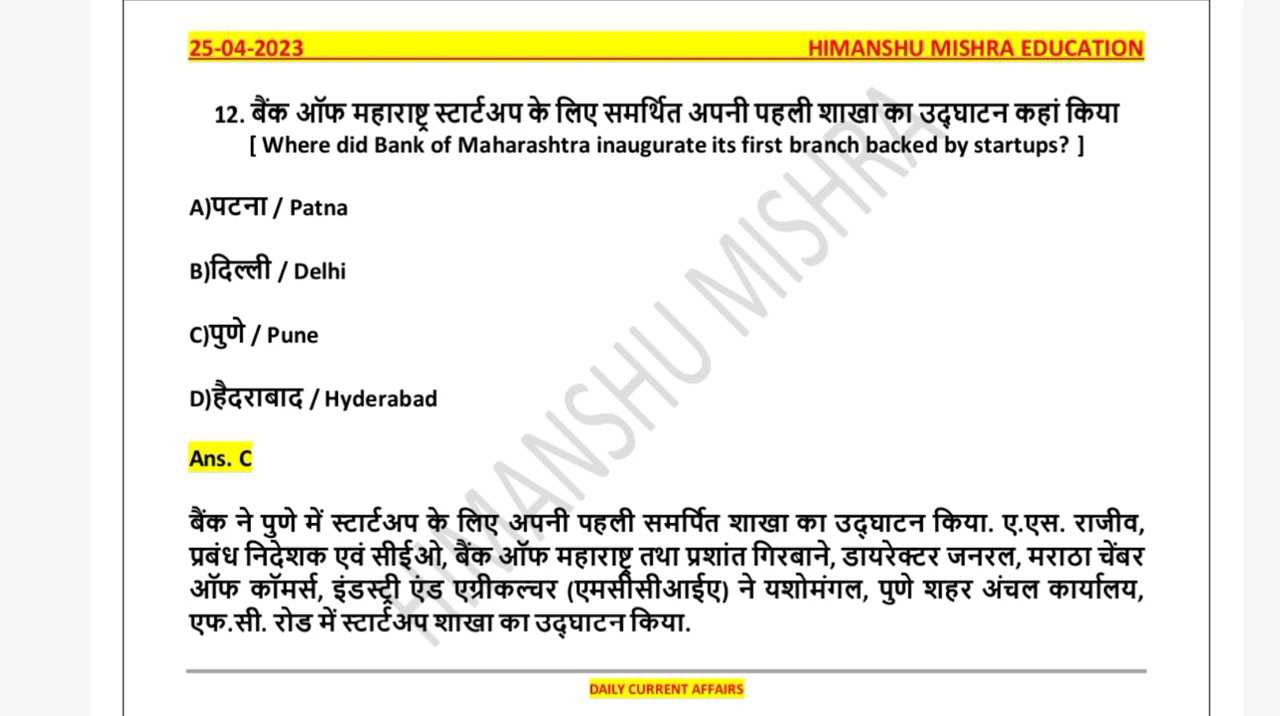 25-04-2023 HIMANSHU MISHRA EDUCATION
12. बैंक ऑफ महाराष्ट्र स्टार्टअप के लिए समर्थित अपनी पहली शाखा का उद्घाटन कहां किया
[ Where did Bank of Maharashtra inaugurate its first branch backed by startups? ]
A)पटना / Patna
B)दिल्ली / Delhi
C)पुणे / Pune
D)हैदराबाद / Hyderabad
Ans. C
बैंक ने पुणे में स्टार्टअप के लिए अपनी पहली समर्पित शाखा का उद्घाटन किया. ए.एस. राजीव,
प्रबंध निदेशक एवं सीईओ, बैंक ऑफ महाराष्ट्र तथा प्रशांत गिरबाने, डायरेक्टर जनरल, मराठा चेंबर
ऑफ कॉमर्स, इंडस्ट्री एंड एग्रीकल्चर (एमसीसीआईए) ने यशोमंगल, पुणे शहर अंचल कार्यालय,
एफ.सी. रोड में स्टार्टअप शाखा का उद्घाटन किया.
HIMANSHU MISHRA
DAILY CURRENT AFFAIRS